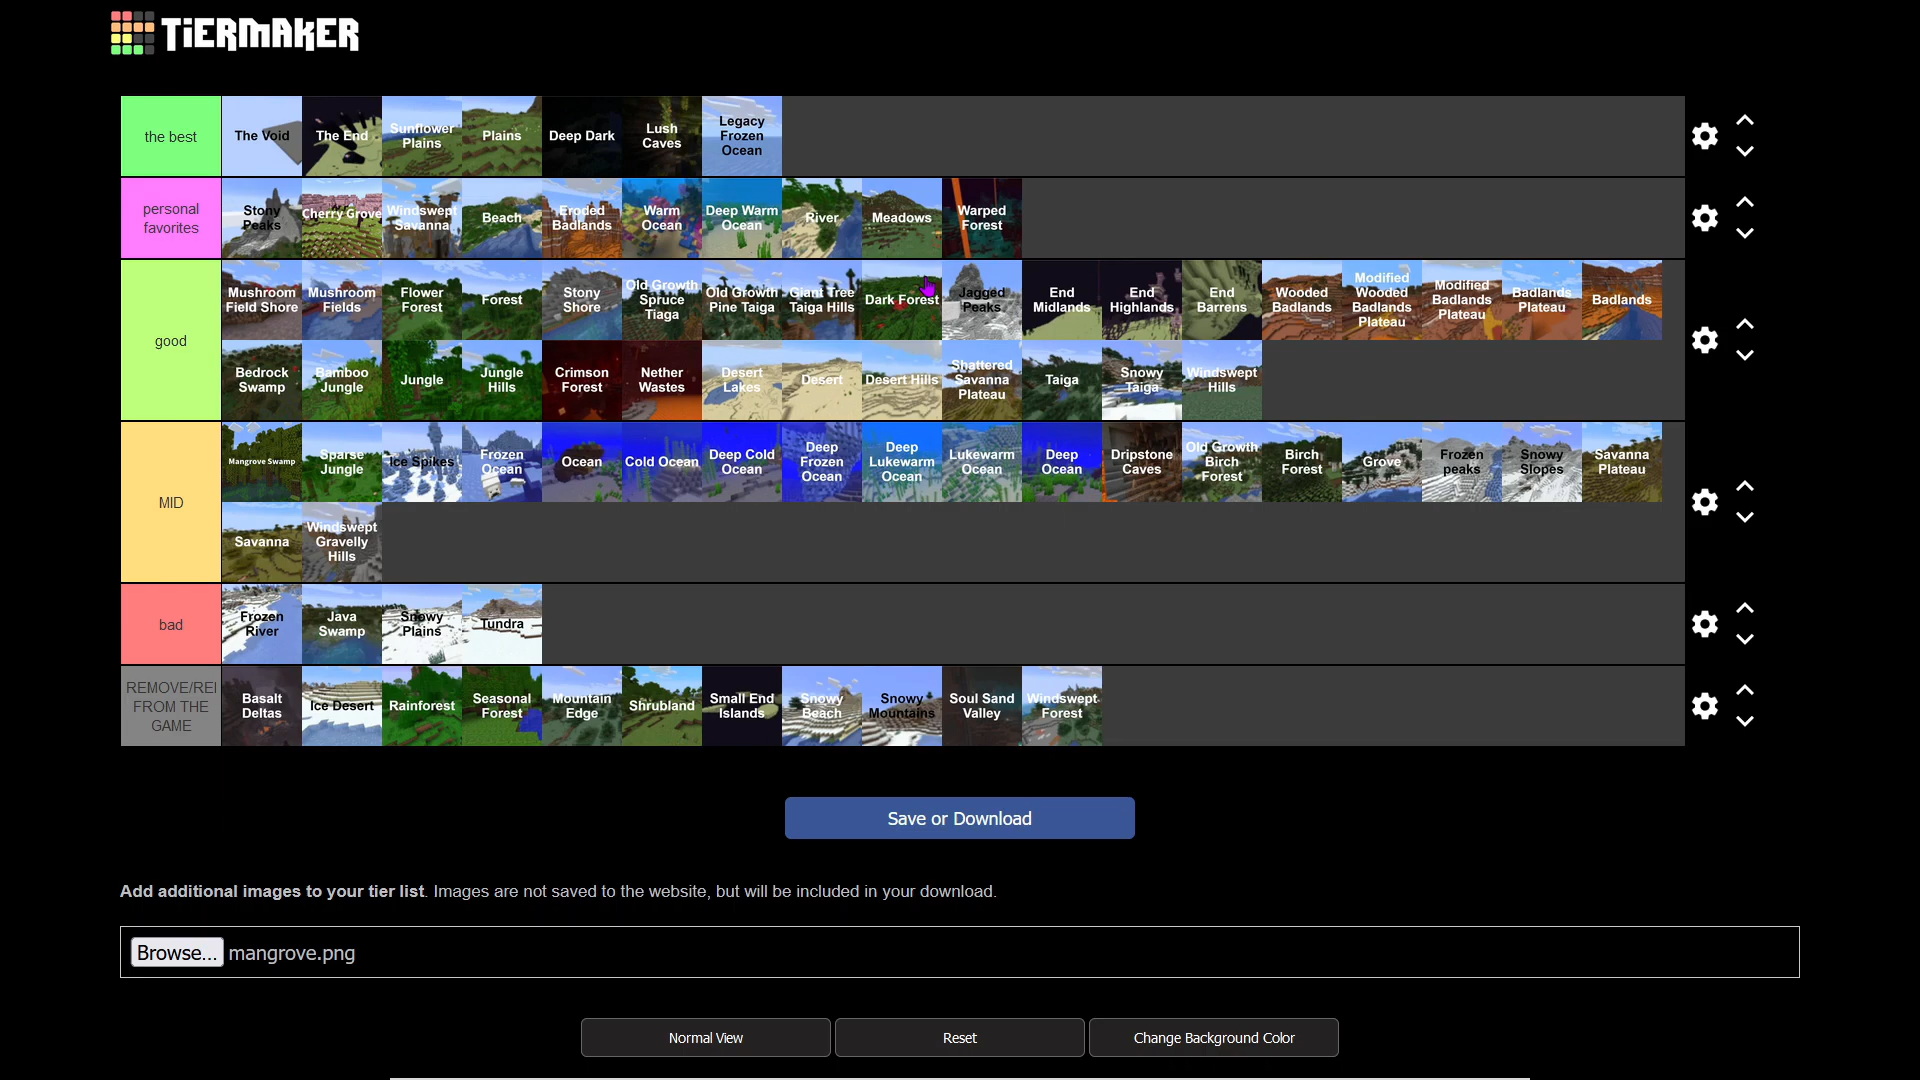 TiERMAKER
the best
The Void
The End
Sunflower
Plains
Plains
Deep Dark
Lush
Caves
Legacy
Frozen
Ocean
personal
favorites
Stony
Peaks
Cherry Grove
Windswept
Savanna
Beach
Eroded
Badlands
Warm
Ocean
Deep Warm
Ocean
River
Meadows
Warped
Forest
good
Mushroom
Field Shore
Mushroom
Fields
Flower
Forest
Forest
Stony
Shore
Old Growth
Spruce
Tiaga
Old Growth
Pine Taiga
Giant Tree
Taiga Hills
Dark Forest
Jagged
Peaks
End
Midlands
End
Highlands
End
Barrens
Wooded
Badlands
Modified
Wooded
Badlands
Plateau
Modified
Badlands
Plateau
Badlands
Plateau
Badlands
Bedrock
Swamp
Bamboo
Jungle
Jungle
Jungle
Hills
Crimson
Forest
Nether
Wastes
Desert
Lakes
Desert
Desert Hills
Shattered
Savanna
Plateau
Taiga
Snowy
Taiga
Windswept
Hills
MID
Mangrove Swamp
Sparse
Jungle
Ice Spikes
Frozen
Ocean
Ocean
Cold Ocean
Deep Cold
Ocean
Deep
Frozen
Ocean
Deep
Lukewarm
Ocean
Lukewarm
Ocean
Deep
Ocean
Dripstone
Caves
Old Growth
Birch
Forest
Birch
Forest
Grove
Frozen
peaks
Snowy
Slopes
Savanna
Plateau
Savanna
Windswept
Gravelly
Hills
bad
Frozen
River
Java
Swamp
Snowy
Plains
Tundra
REMOVE/REI
FROM THE
GAME
Basalt
Deltas
Ice Desert
Rainforest
Seasonal
Forest
Mountain
Edge
Shrubland
Small End
Islands
Snowy
Beach
Snowy
Mountains
Soul Sand
Valley
Windswept
Forest
Save or Download
Add additional images to your tier list. Images are not saved to the website, but will be included in your download.
Browse... mangrove.png
Normal View
Reset
Change Background Color